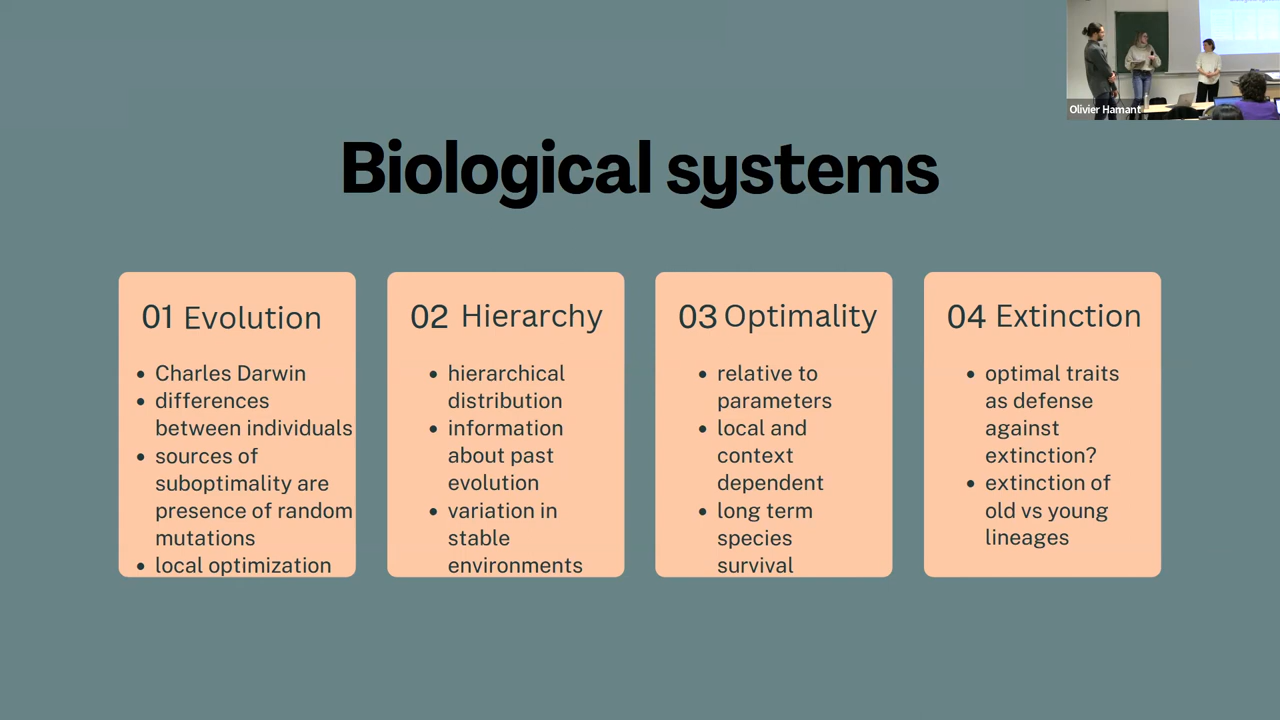 Olivier Hamant
Biological systems
01 Evolution
• Charles Darwin
• differences
between individuals
• sources of
suboptimality are
presence of random
mutations
• local optimization
02 Hierarchy
• hierarchical
distribution
• information
about past
evolution
• variation in
stable
environments
03 Optimality
• relative to
parameters
• local and
context
dependent
• long term
species
survival
04 Extinction
• optimal traits
as defense
against
extinction?
• extinction of
old vs young
lineages